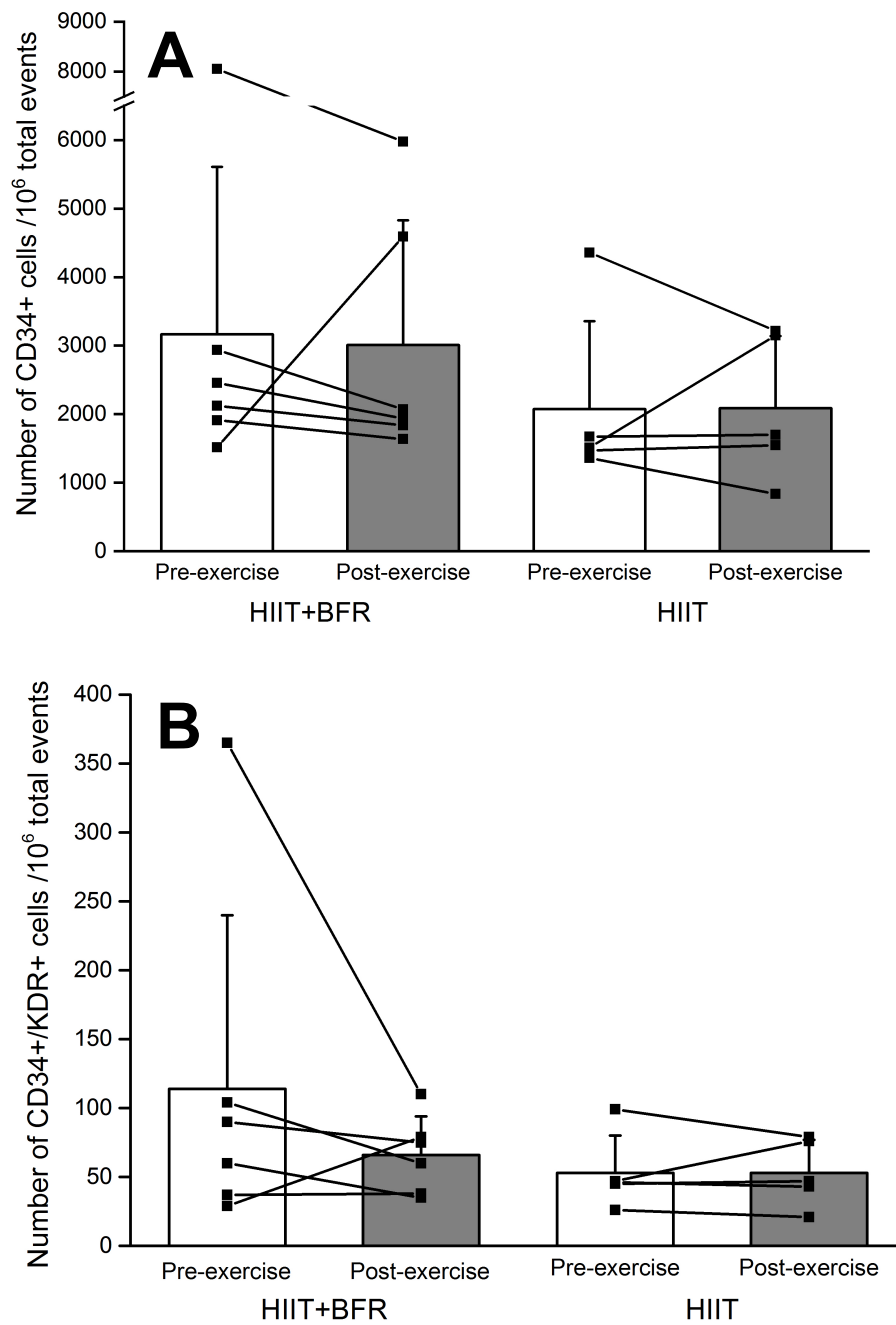 A
Number of CD34+ cells /10⁶ total events
9000
8000
6000
5000
4000
3000
2000
1000
0
Pre-exercise Post-exercise Pre-exercise Post-exercise
HIIT+BFR HIIT
B
Number of CD34+/KDR+ cells /10⁶ total events
400
350
300
250
200
150
100
50
0
Pre-exercise Post-exercise Pre-exercise Post-exercise
HIIT+BFR HIIT